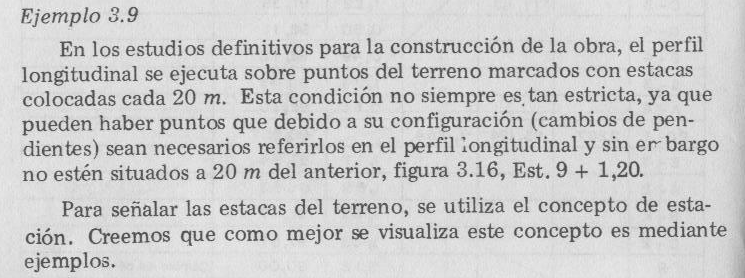 Ejemplo 3.9
En los estudios definitivos para la construcción de la obra, el perfil
longitudinal se ejecuta sobre puntos del terreno marcados con estacas
colocadas cada 20 m. Esta condición no siempre es tan estricta, ya que
pueden haber puntos que debido a su configuración (cambios de pen-
dientes) sean necesarios referirlos en el perfil longitudinal y sin embargo
no estén situados a 20 m del anterior, figura 3.16, Est. 9 + 1,20.
Para señalar las estacas del terreno, se utiliza el concepto de esta-
ción. Creemos que como mejor se visualiza este concepto es mediante
ejemplos.